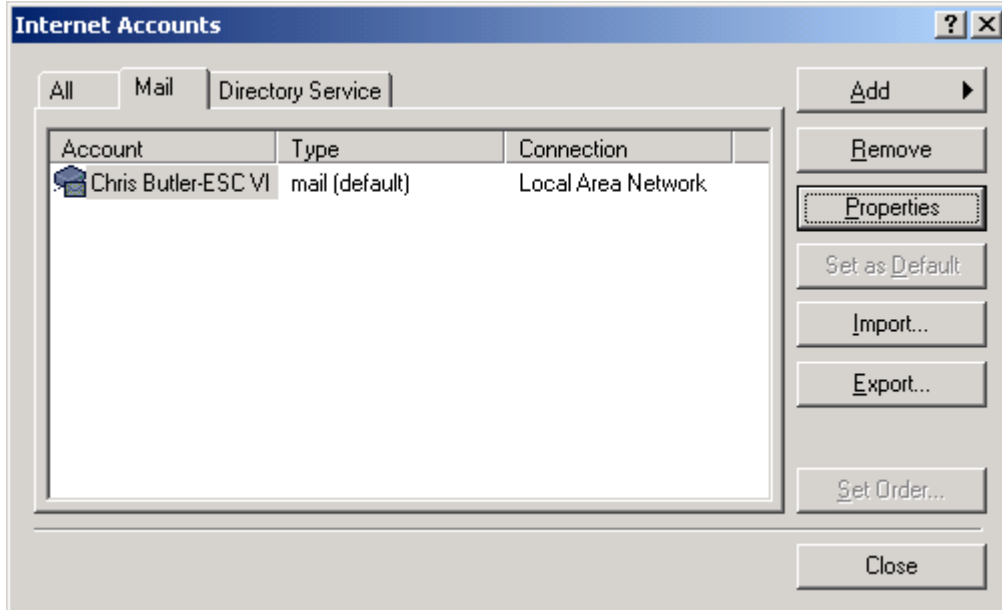 Internet Accounts
All Mail Directory Service
Account Type Connection
Chris Butler-ESC VI mail (default) Local Area Network
Add
Remove
Properties
Set as Default
Import...
Export...
Set Order...
Close